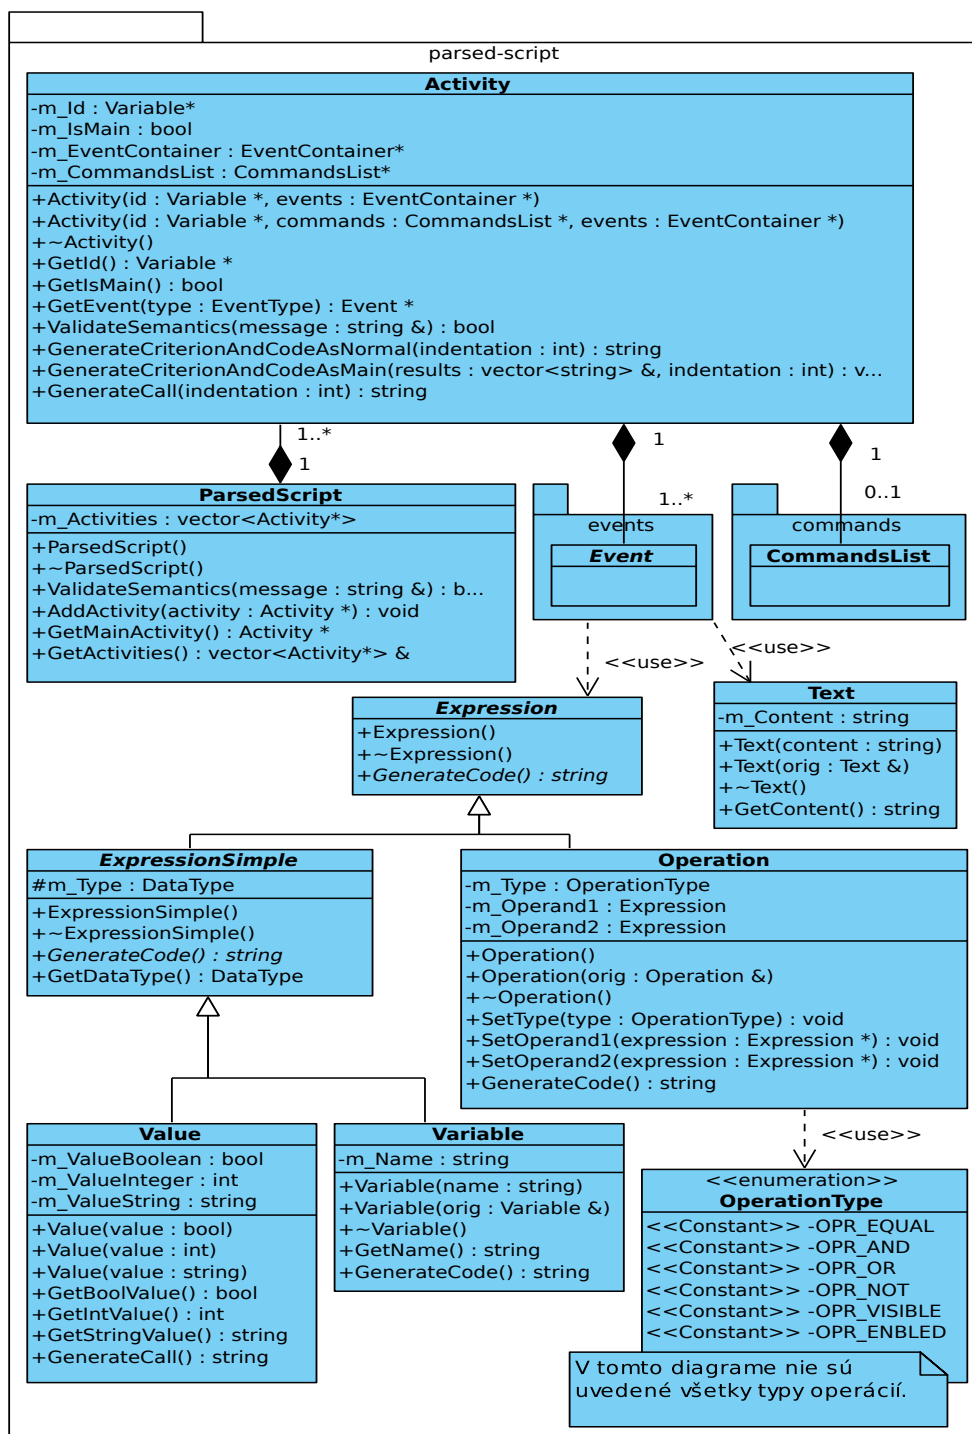 parsed-script
Activity
-m_Id : Variable*
-m_IsMain : bool
-m_EventContainer : EventContainer*
-m_CommandsList : CommandsList*
+Activity(id : Variable *, events : EventContainer *)
+Activity(id : Variable *, commands : CommandsList *, events : EventContainer *)
+~Activity()
+GetId() : Variable *
+GetIsMain() : bool
+GetEvent(type : EventType) : Event *
+ValidateSemantics(message : string &) : bool
+GenerateCriterionAndCodeAsNormal(indentation : int) : string
+GenerateCriterionAndCodeAsMain(results : vector<string> &, indentation : int) : v...
+GenerateCall(indentation : int) : string
1..*
1
1
1..*
1
0..1
ParsedScript
-m_Activities : vector<Activity*>
+ParsedScript()
+~ParsedScript()
+ValidateSemantics(message : string &) : b...
+AddActivity(activity : Activity *) : void
+GetMainActivity() : Activity *
+GetActivities() : vector<Activity*> &
events
Event
commands
CommandsList
<<use>>
<<use>>
Expression
+Expression()
+~Expression()
+GenerateCode() : string
Text
-m_Content : string
+Text(content : string)
+Text(orig : Text &)
+~Text()
+GetContent() : string
ExpressionSimple
#m_Type : DataType
+ExpressionSimple()
+~ExpressionSimple()
+GenerateCode() : string
+GetDataType() : DataType
Operation
-m_Type : OperationType
-m_Operand1 : Expression
-m_Operand2 : Expression
+Operation()
+Operation(orig : Operation &)
+~Operation()
+SetType(type : OperationType) : void
+SetOperand1(expression : Expression *) : void
+SetOperand2(expression : Expression *) : void
+GenerateCode() : string
<<use>>
Value
-m_ValueBoolean : bool
-m_ValueInteger : int
-m_ValueString : string
+Value(value : bool)
+Value(value : int)
+Value(value : string)
+GetBoolValue() : bool
+GetIntValue() : int
+GetStringValue() : string
+GenerateCall() : string
Variable
-m_Name : string
+Variable(name : string)
+Variable(orig : Variable &)
+~Variable()
+GetName() : string
+GenerateCode() : string
<<enumeration>>
OperationType
<<Constant>> -OPR_EQUAL
<<Constant>> -OPR_AND
<<Constant>> -OPR_OR
<<Constant>> -OPR_NOT
<<Constant>> -OPR_VISIBLE
<<Constant>> -OPR_ENBLED
V tomto diagrame nie sú
uvedené všetky typy operácií.